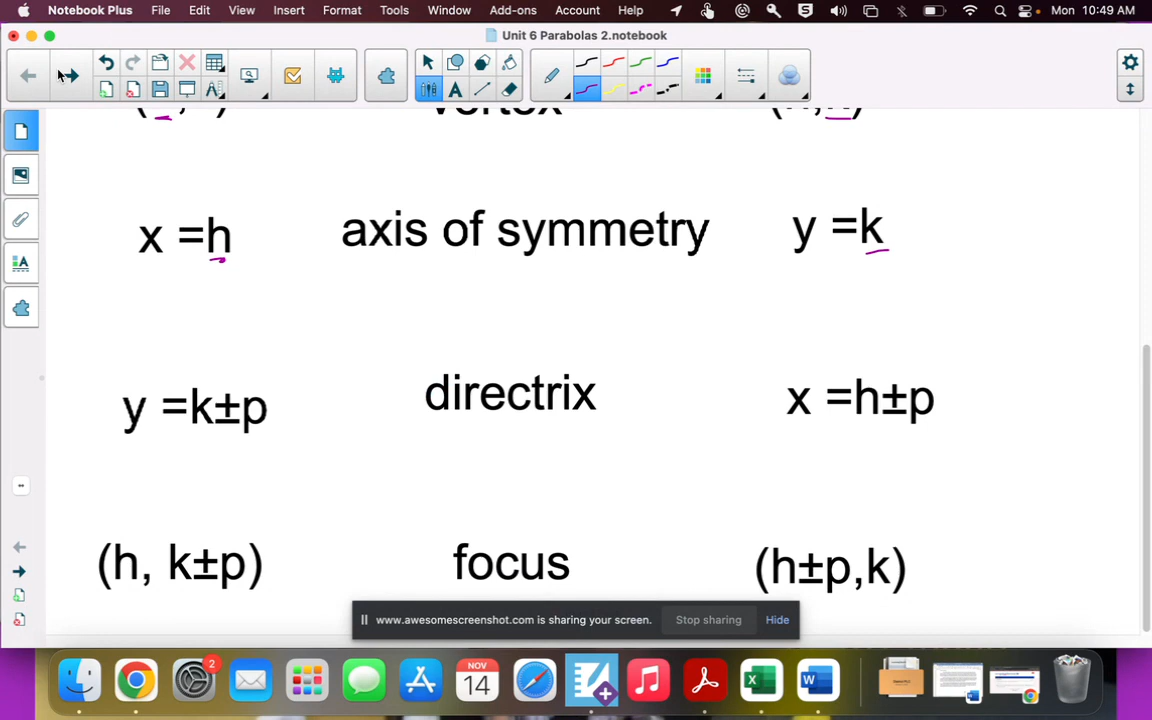 Notebook Plus File Edit View Insert Format Tools Window Add-ons Account Help Mon 10:49 AM
Unit 6 Parabolas 2.notebook
vertex
x =h axis of symmetry y =k
y =k±p directrix x =h±p
(h, k±p) focus (h±p,k)
www.awesomescreenshot.com is sharing your screen. Stop sharing Hide
2
NOV
14